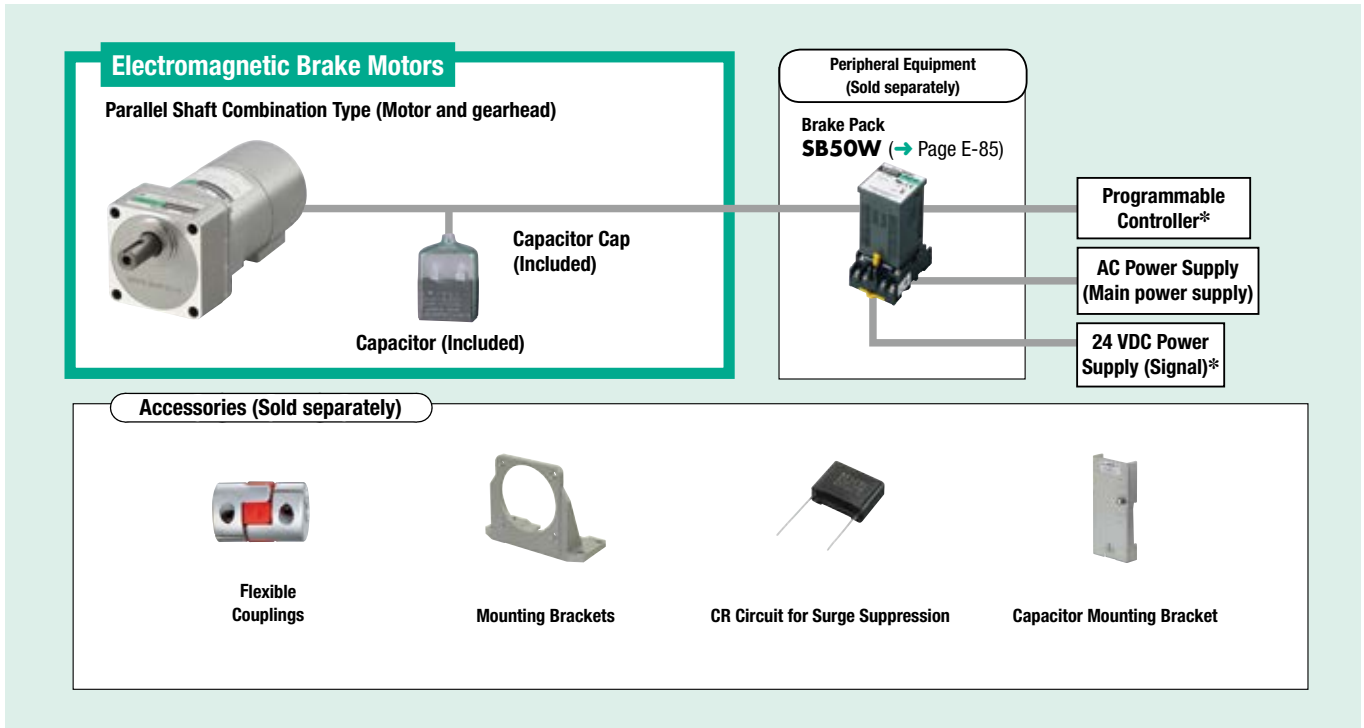 Electromagnetic Brake Motors
Parallel Shaft Combination Type (Motor and gearhead)
Capacitor Cap
(Included)
Capacitor (Included)
Peripheral Equipment
(Sold separately)
Brake Pack
SB50W (→ Page E-85)
Programmable
Controller*
AC Power Supply
(Main power supply)
24 VDC Power
Supply (Signal)*
Accessories (Sold separately)
Flexible
Couplings
Mounting Brackets
CR Circuit for Surge Suppression
Capacitor Mounting Bracket